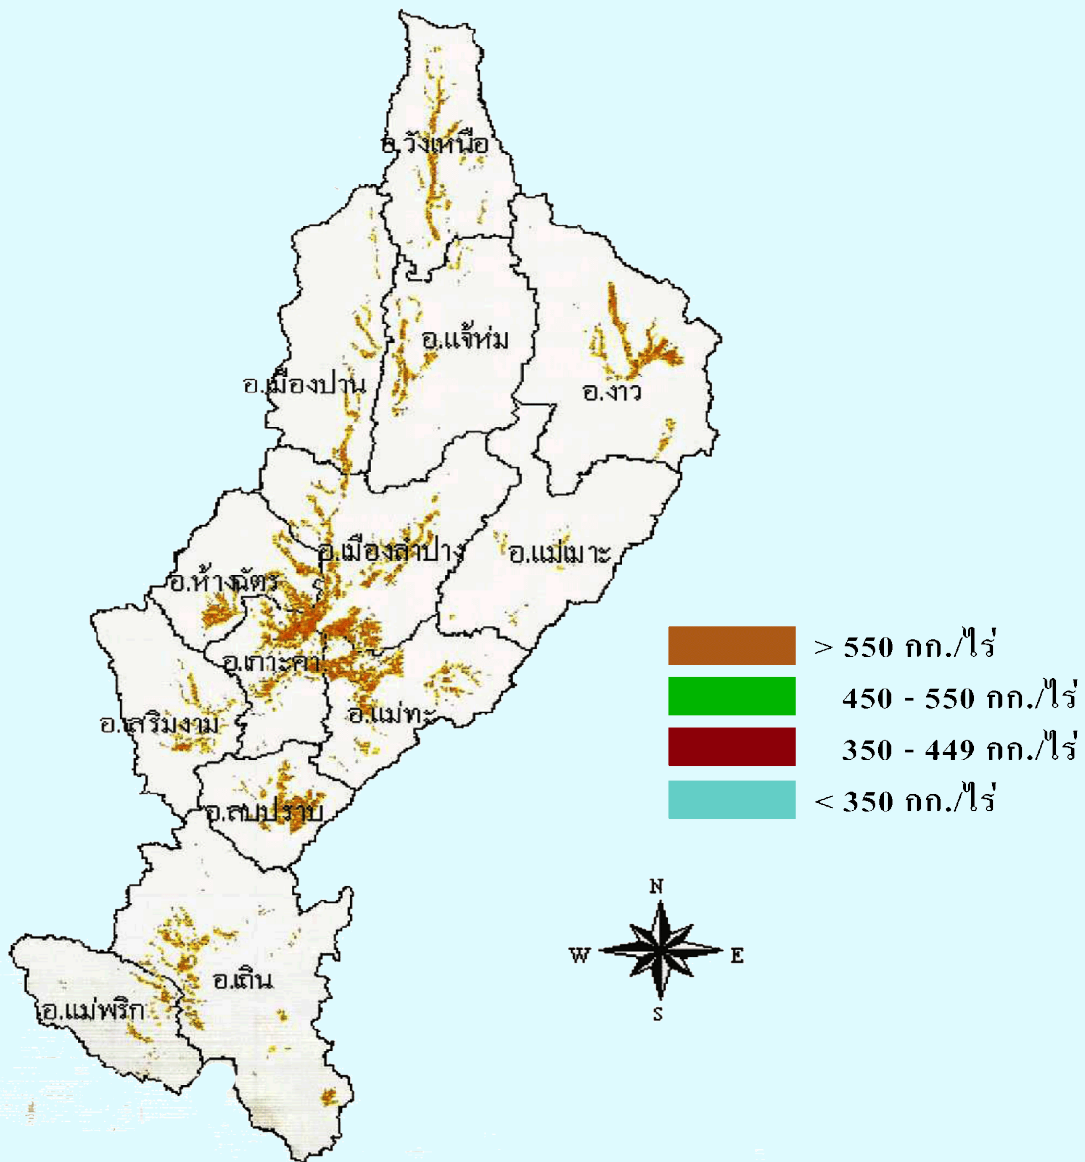 อ.วังเหนือ
อ.แจ้ห่ม
อ.เมืองปาน
อ.งาว
อ.เมืองลำปาง
อ.แม่เมาะ
อ.ห้างฉัตร
อ.เกาะคา
อ.แม่ทะ
อ.เสริมงาม
อ.สบปราบ
อ.เถิน
อ.แม่พริก
> 550 กก./ไร่
450 - 550 กก./ไร่
350 - 449 กก./ไร่
< 350 กก./ไร่
N
W E
S